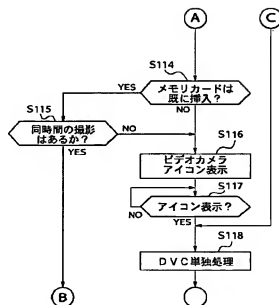 A
C
S114
メモリカードは
既に挿入？
YES
NO
S115
同時間の撮影
はあるか？
NO
YES
S116
ビデオカメラ
アイコン表示
S117
アイコン表示？
NO
YES
S118
DVC単独処理
B